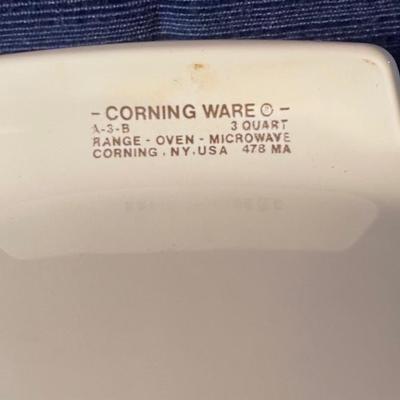 - CORNING WARE ® -
A-3-B 3 QUART
RANGE - OVEN - MICROWAVE
CORNING, NY, USA 478 MA